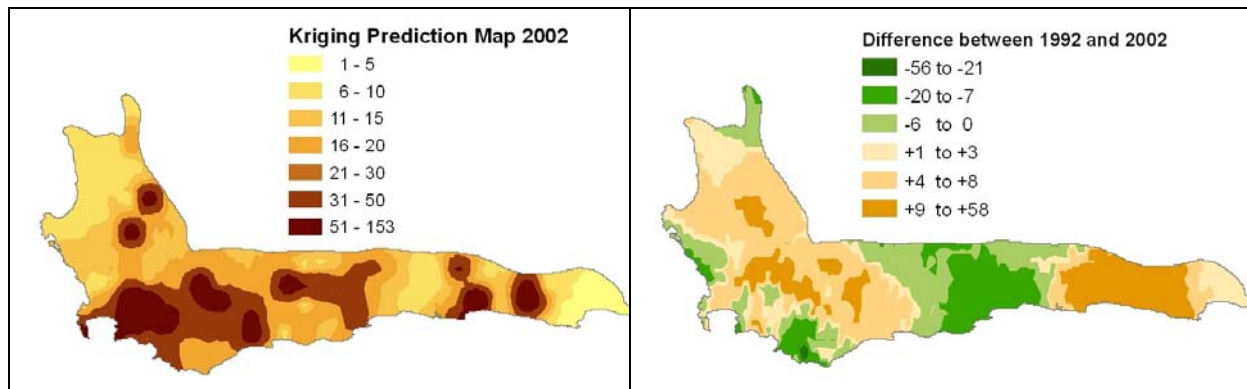 Kriging Prediction Map 2002
1 - 5
6 - 10
11 - 15
16 - 20
21 - 30
31 - 50
51 - 153
Difference between 1992 and 2002
-56 to -21
-20 to -7
-6 to 0
+1 to +3
+4 to +8
+9 to +58